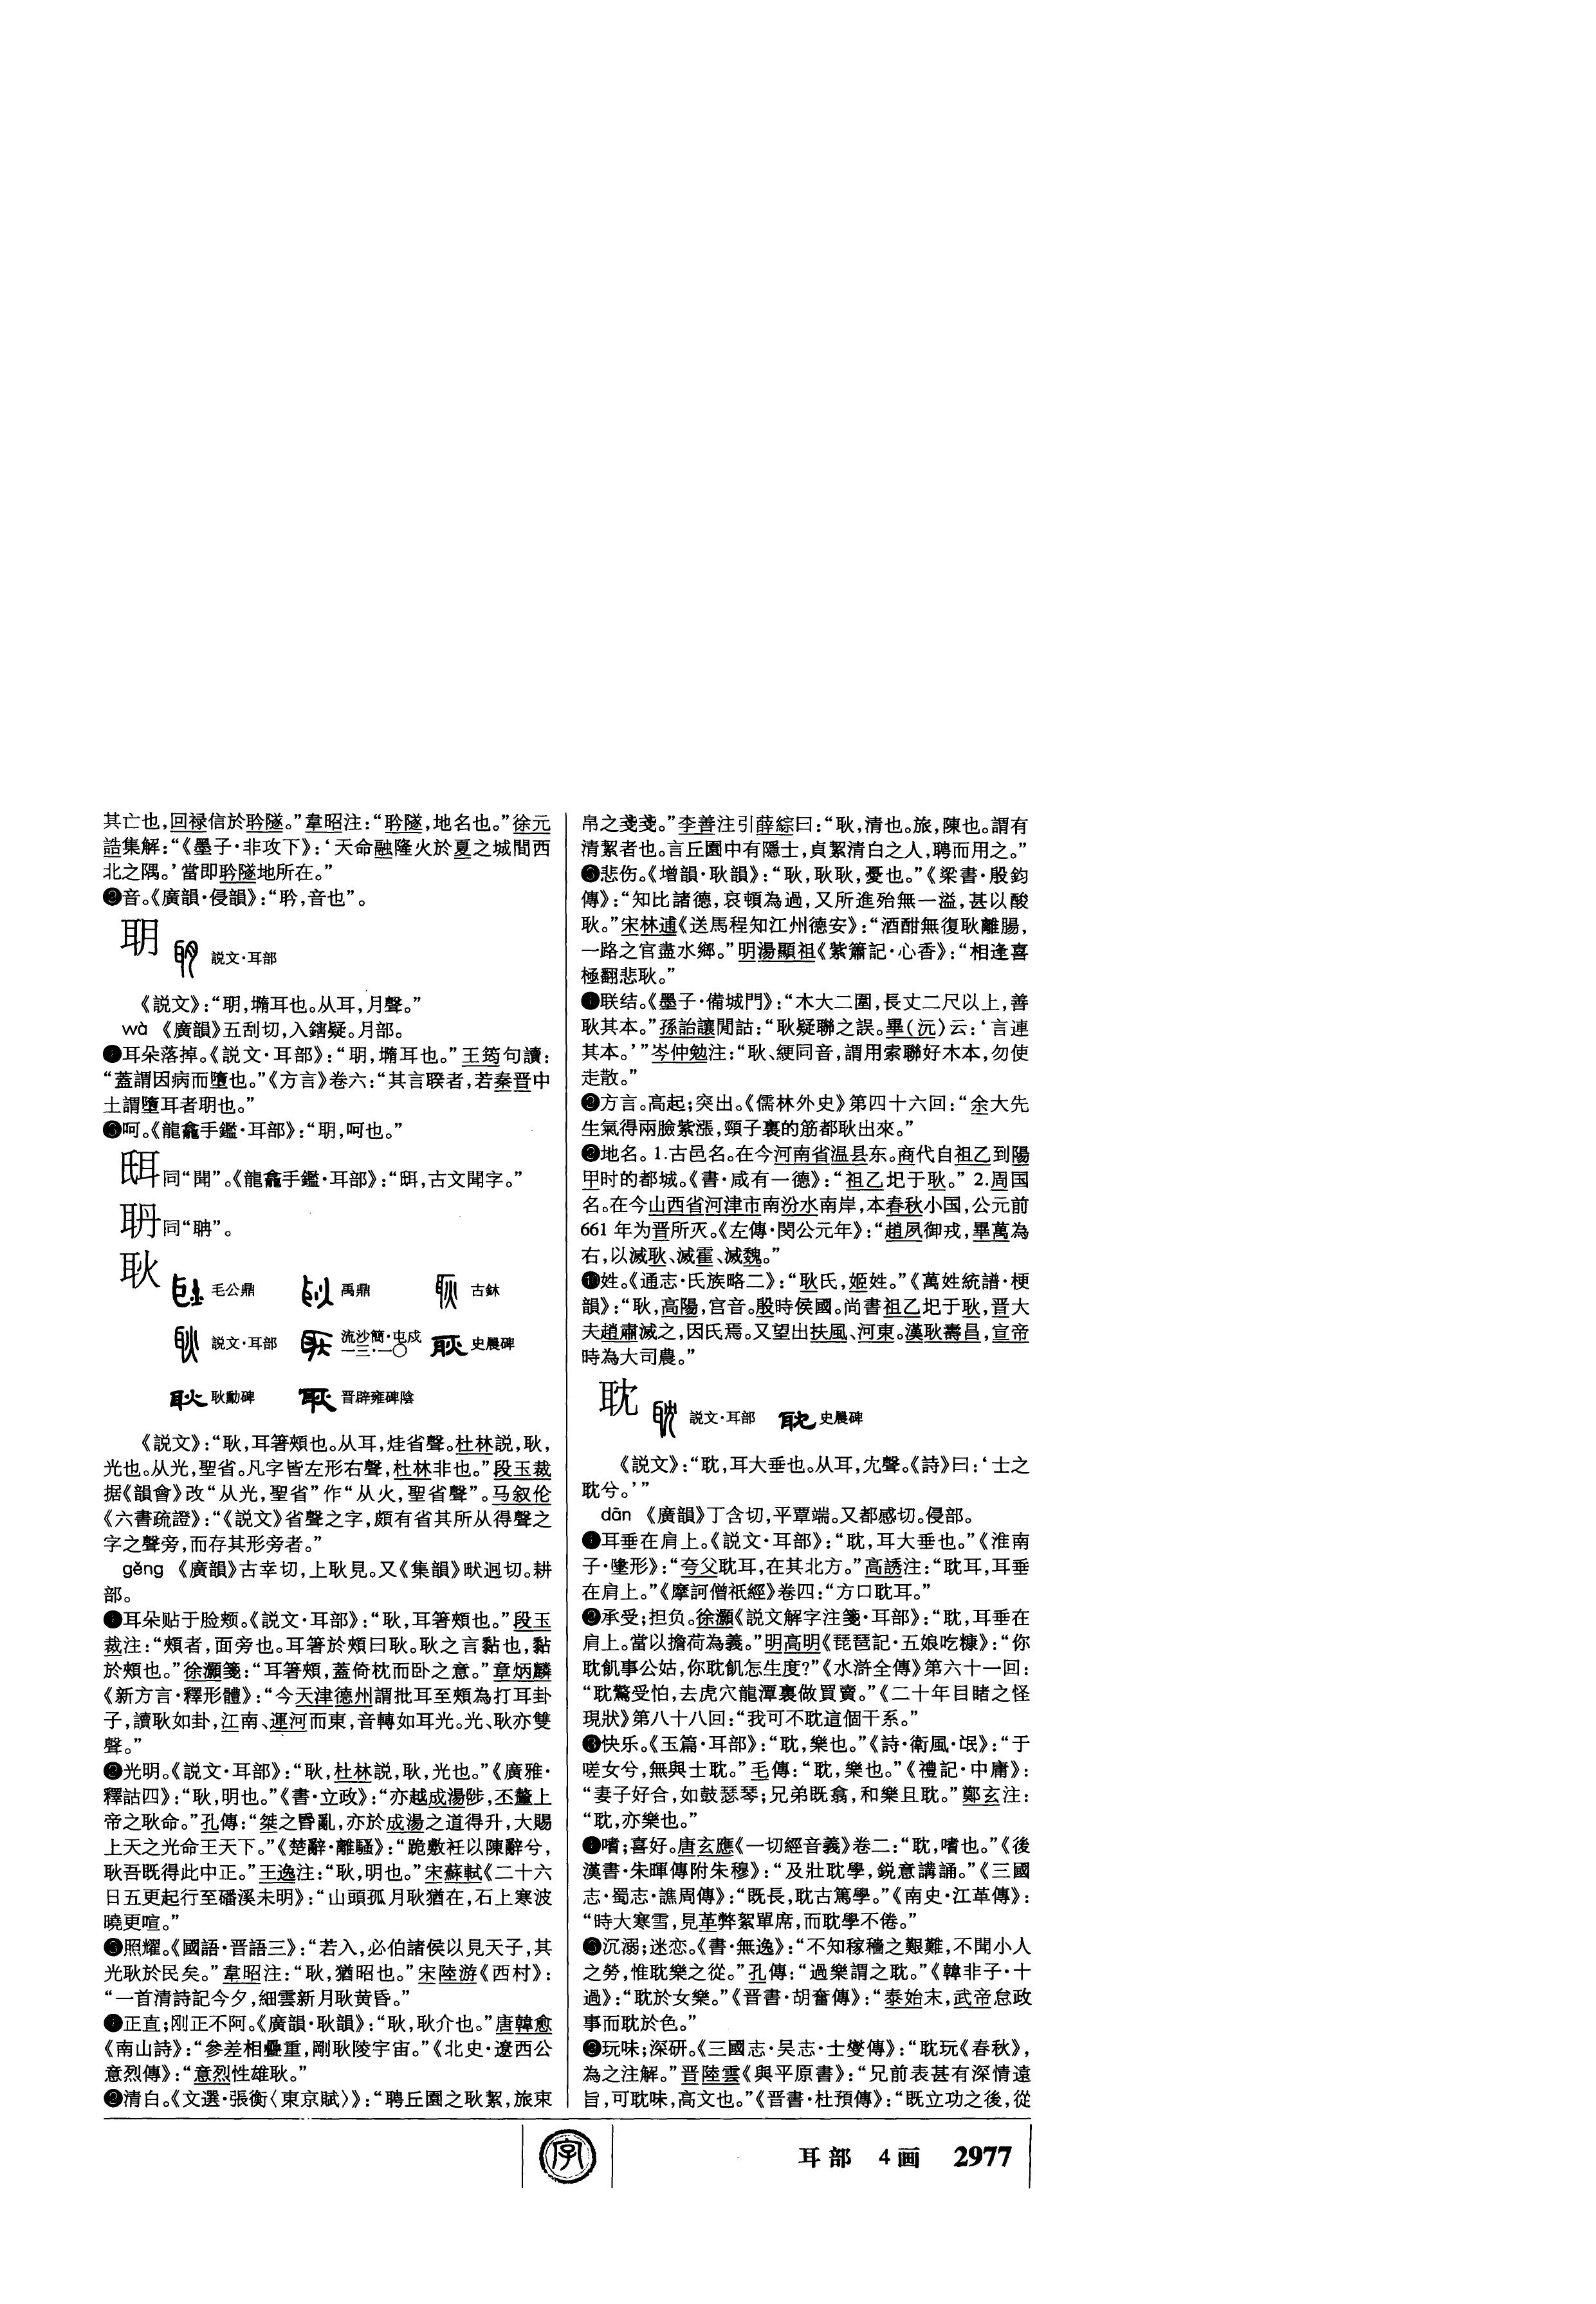 其亡也，回禄信於聆隧。”韋昭注：“聆隧，地名也。”徐元
誥集解：“《墨子·非攻下》：‘天命融隆火於夏之城間西
北之隅。’當即聆隧地所在。”
❷音。《廣韻·侵韻》：“聆，音也”。
䎳
説文·耳部
《説文》：“䎳，墮耳也。从耳，月聲。”
wà 《廣韻》五刮切，入鎋疑。月部。
耳朵落掉。《説文·耳部》：“䎳，墮耳也。”王筠句讀：
“蓋謂因病而墮也。”《方言》卷六：“其言䁷者，若秦晋中
土謂墮耳者䎳也。”
呵。《龍龕手鑑·耳部》：“䎳，呵也。”
同“聞”。《龍龕手鑑·耳部》：“，古文聞字。”
同“聃”。
耿
毛公鼎 禹鼎 古鉢
説文·耳部 流沙簡·屯戍一三·一〇 史晨碑
耿勳碑 晋辟雍碑陰
《説文》：“耿，耳箸頰也。从耳，烓省聲。杜林説，耿，
光也。从光，聖省。凡字皆左形右聲，杜林非也。”段玉裁
据《韻會》改“从光，聖省”作“从火，聖省聲”。马叙伦
《六書疏證》：“《説文》省聲之字，頗有省其所从得聲之
字之聲旁，而存其形旁者。”
gěng 《廣韻》古幸切，上耿見。又《集韻》畎迥切。耕
部。
❶耳朵贴于脸颊。《説文·耳部》：“耿，耳箸頰也。”段玉
裁注：“頰者，面旁也。耳箸於頰曰耿。耿之言黏也，黏
於頰也。”徐灝箋：“耳箸頰，蓋倚枕而卧之意。”章炳麟
《新方言·釋形體》：“今天津德州謂批耳至頰為打耳卦
子，讀耿如卦，江南、運河而東，音轉如耳光。光、耿亦雙
聲。”
❷光明。《説文·耳部》：“耿，杜林説，耿，光也。”《廣雅·
釋詁四》：“耿，明也。”《書·立政》：“亦越成湯陟，丕釐上
帝之耿命。”孔傳：“桀之昬亂，亦於成湯之道得升，大賜
上天之光命王天下。”《楚辭·離騷》：“跪敷衽以陳辭兮，
耿吾既得此中正。”王逸注：“耿，明也。”宋蘇軾《二十六
日五更起行至磻溪未明》：“山頭孤月耿猶在，石上寒波
曉更喧。”
❸照耀。《國語·晋語三》：“若入，必伯諸侯以見天子，其
光耿於民矣。”韋昭注：“耿，猶昭也。”宋陸游《西村》：
“一首清詩記今夕，細雲新月耿黄昏。”
❹正直；刚正不阿。《廣韻·耿韻》：“耿，耿介也。”唐韓愈
《南山詩》：“參差相疊重，剛耿陵宇宙。”《北史·遼西公
意烈傳》：“意烈性雄耿。”
清白。《文選·張衡〈東京賦〉》：“聘丘園之耿絜，旅束
帛之戔戔。”李善注引薛綜曰：“耿，清也。旅，陳也。謂有
清絜者也。言丘園中有隱士，貞絜清白之人，聘而用之。”
悲伤。《增韻·耿韻》：“耿，耿耿，憂也。”《梁書·殷鈞
傳》：“知比諸德，哀頓為過，又所進殆無一溢，甚以酸
耿。”宋林逋《送馬程知江州德安》：“酒酣無復耿離腸，
一路之官盡水鄉。”明湯顯祖《紫簫記·心香》：“相逢喜
極翻悲耿。”
联结。《墨子·備城門》：“木大二圍，長丈二尺以上，善
耿其本。”孫詒讓閒詁：“耿疑聯之誤。畢（沅）云：‘言連
其本。’”岑仲勉注：“耿、綆同音，謂用索聯好木本，勿使
走散。”
方言。高起；突出。《儒林外史》第四十六回：“余大先
生氣得兩臉紫漲，頸子裏的筋都耿出來。”
地名。1.古邑名。在今河南省温县东。商代自祖乙到陽
甲时的都城。《書·咸有一德》：“祖乙圮于耿。” 2.周国
名。在今山西省河津市南汾水南岸，本春秋小国，公元前
661 年为晋所灭。《左傳·閔公元年》：“趙夙御戎，畢萬為
右，以滅耿、滅霍、滅魏。”
姓。《通志·氏族略二》：“耿氏，姬姓。”《萬姓統譜·梗
韻》：“耿，高陽，宫音。殷時侯國。尚書祖乙圮于耿，晋大
夫趙肅滅之，因氏焉。又望出扶風、河東。漢耿壽昌，宣帝
時為大司農。”
耽
説文·耳部 史晨碑
《説文》：“耽，耳大垂也。从耳，冘聲。《詩》曰：‘士之
耽兮。’”
dān 《廣韻》丁含切，平覃端。又都感切。侵部。
❶耳垂在肩上。《説文·耳部》：“耽，耳大垂也。”《淮南
子·墬形》：“夸父耽耳，在其北方。”高誘注：“耽耳，耳垂
在肩上。”《摩訶僧祇經》卷四：“方口耽耳。”
❷承受；担负。徐灝《説文解字注箋·耳部》：“耽，耳垂在
肩上。當以擔荷為義。”明高明《琵琶記·五娘吃糠》：“你
耽飢事公姑，你耽飢怎生度？”《水滸全傳》第六十一回：
“耽驚受怕，去虎穴龍潭裏做買賣。”《二十年目睹之怪
現狀》第八十八回：“我可不耽這個干系。”
❸快乐。《玉篇·耳部》：“耽，樂也。”《詩·衛風·氓》：“于
嗟女兮，無與士耽。”毛傳：“耽，樂也。”《禮記·中庸》：
“妻子好合，如鼓瑟琴；兄弟既翕，和樂且耽。”鄭玄注：
“耽，亦樂也。”
❹嗜；喜好。唐玄應《一切經音義》卷二：“耽，嗜也。”《後
漢書·朱暉傳附朱穆》：“及壯耽學，鋭意講誦。”《三國
志·蜀志·譙周傳》：“既長，耽古篤學。”《南史·江革傳》：
“時大寒雪，見革弊絮單席，而耽學不倦。”
❺沉溺；迷恋。《書·無逸》：“不知稼穡之艱難，不聞小人
之勞，惟耽樂之從。”孔傳：“過樂謂之耽。”《韓非子·十
過》：“耽於女樂。”《晋書·胡奮傳》：“泰始末，武帝怠政
事而耽於色。”
玩味；深研。《三國志·吴志·士燮傳》：“耽玩《春秋》，
為之注解。”晋陸雲《與平原書》：“兄前表甚有深情遠
旨，可耽味，高文也。”《晋書·杜預傳》：“既立功之後，從
字
耳部 4画 2977